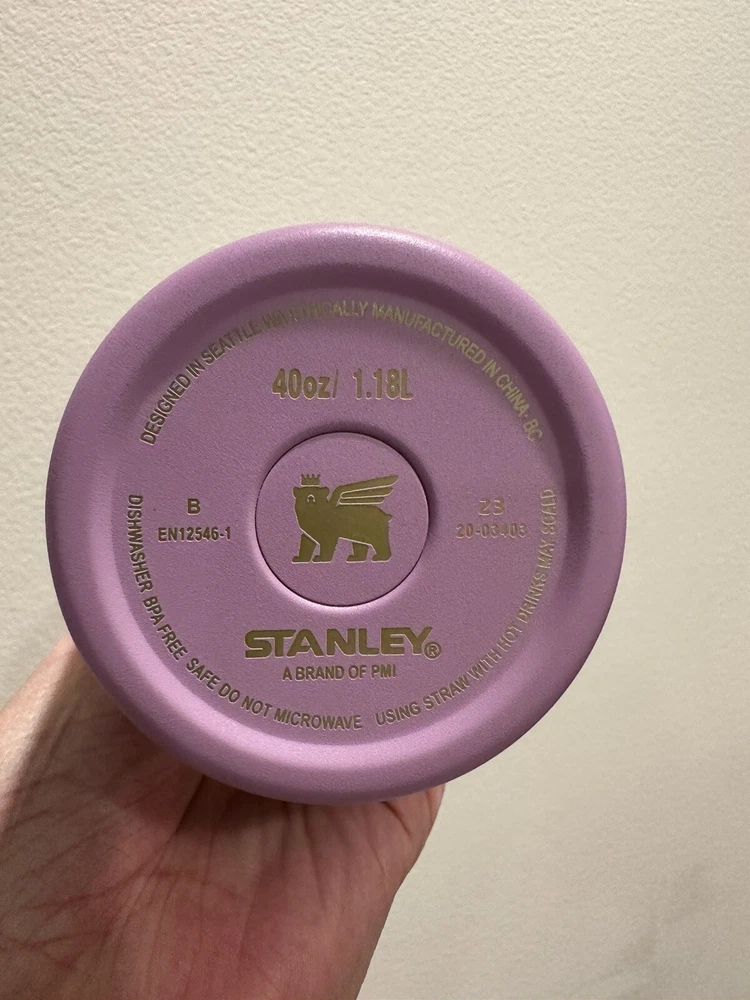 DESIGNED IN SEATTLE WA ETHICALLY MANUFACTURED IN CHINA· BC
40oz/ 1.18L
B
EN12546-1
23
20-03403
STANLEY®
A BRAND OF PMI
DISHWASHER BPA FREE SAFE DO NOT MICROWAVE USING STRAW WITH HOT DRINKS MAY SCALD